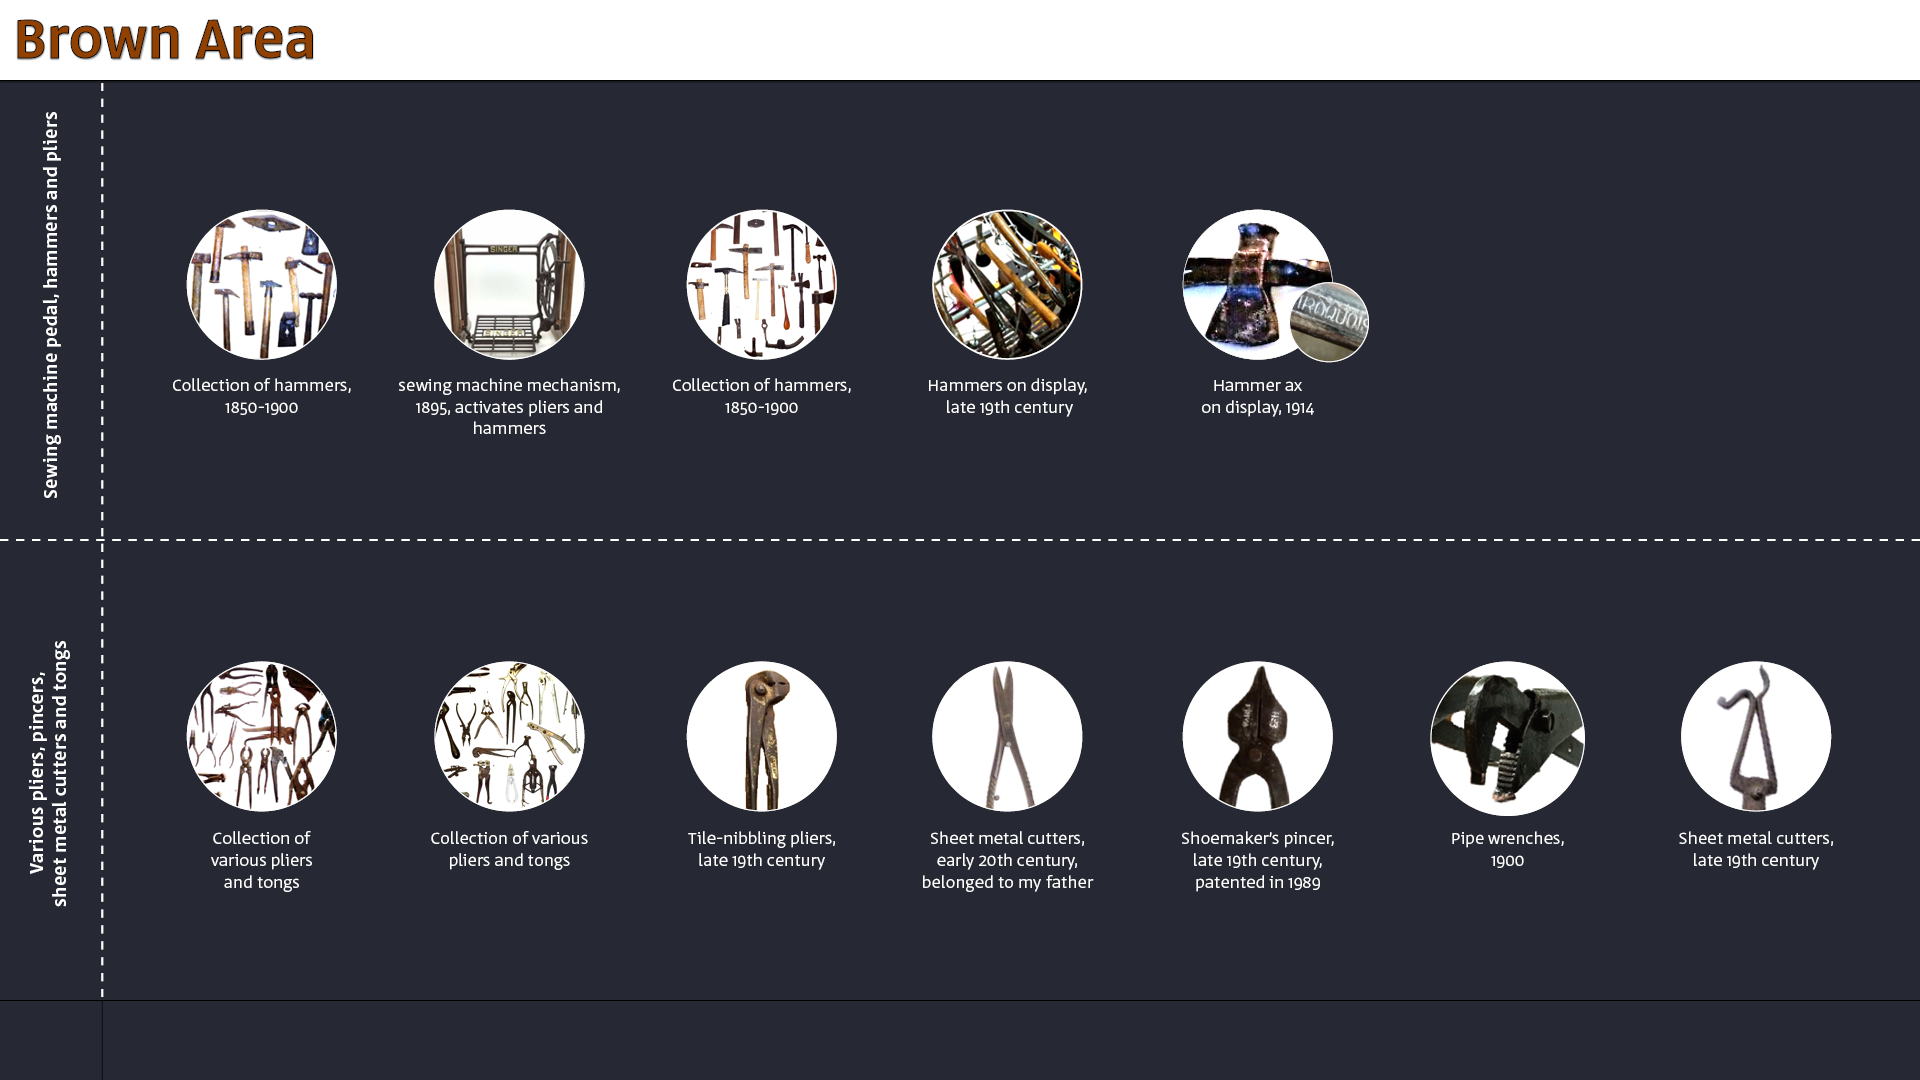 Brown Area
Sewing machine pedal, hammers and pliers
SINGER
SINGER
IROQUOIS
Collection of hammers,
1850-1900
sewing machine mechanism,
1895, activates pliers and
hammers
Collection of hammers,
1850-1900
Hammers on display,
late 19th century
Hammer ax
on display, 1914
Various pliers, pincers,
sheet metal cutters and tongs
Collection of
various pliers
and tongs
Collection of various
pliers and tongs
Tile-nibbling pliers,
late 19th century
Sheet metal cutters,
early 20th century,
belonged to my father
Shoemaker's pincer,
late 19th century,
patented in 1989
Pipe wrenches,
1900
Sheet metal cutters,
late 19th century